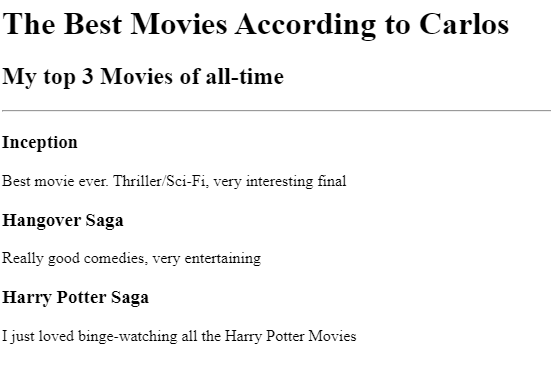 The Best Movies According to Carlos
My top 3 Movies of all-time
Inception
Best movie ever. Thriller/Sci-Fi, very interesting final
Hangover Saga
Really good comedies, very entertaining
Harry Potter Saga
I just loved binge-watching all the Harry Potter Movies